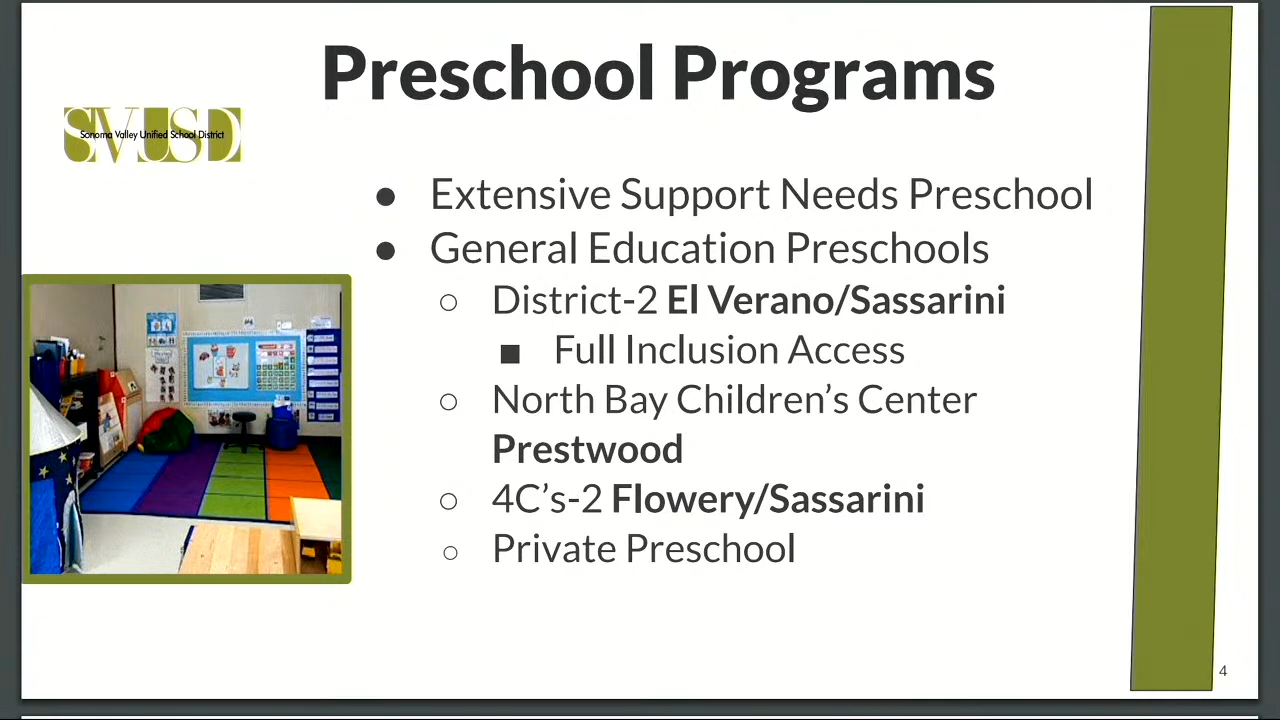 Preschool Programs
SVUSD
Sonoma Valley Unified School District
● Extensive Support Needs Preschool
● General Education Preschools
○ District-2 El Verano/Sassarini
■ Full Inclusion Access
○ North Bay Children’s Center
Prestwood
○ 4C’s-2 Flowery/Sassarini
○ Private Preschool
4